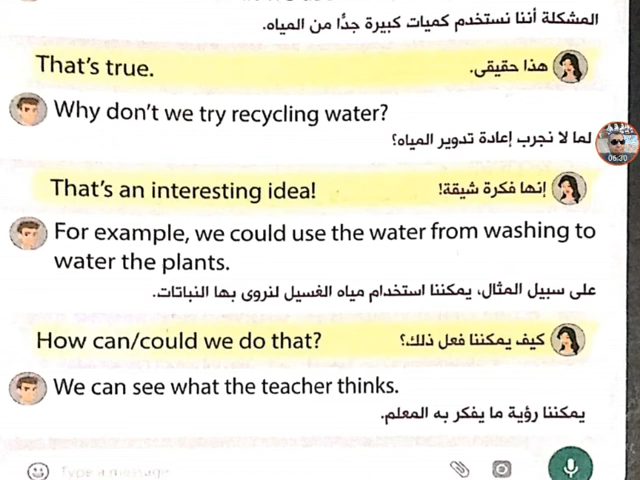 المشكلة أننا نستخدم كميات كبيرة جدًّا من المياه.
That's true. هذا حقيقى.
Why don't we try recycling water?
لما لا نجرب إعادة تدوير المياه؟
06:30
That's an interesting idea! إنها فكرة شيقة!
For example, we could use the water from washing to
water the plants.
على سبيل المثال، يمكننا استخدام مياه الغسيل لنروى بها النباتات.
How can/could we do that? كيف يمكننا فعل ذلك؟
We can see what the teacher thinks.
يمكننا رؤية ما يفكر به المعلم.
Type a message